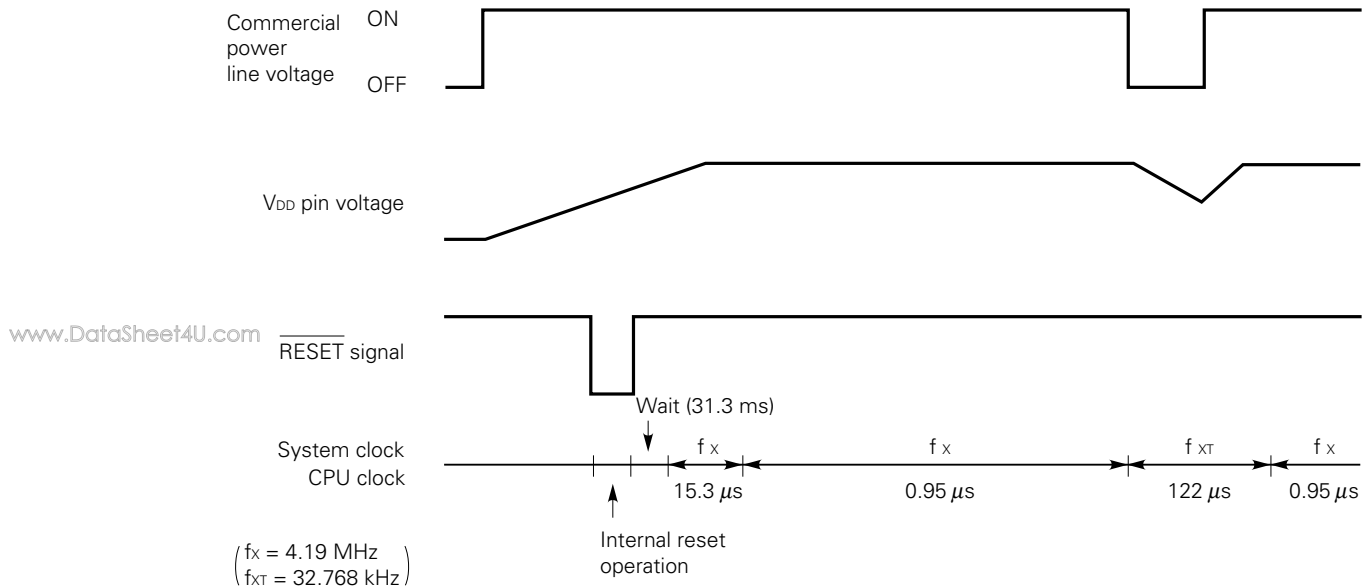 Commercial power line voltage
ON
OFF
VDD pin voltage
www.DataSheet4U.com
RESET signal
Wait (31.3 ms)
System clock
CPU clock
fx
fx
fXT
fx
15.3 µs
0.95 µs
122 µs
0.95 µs
Internal reset
operation
fx = 4.19 MHz
fXT = 32.768 kHz